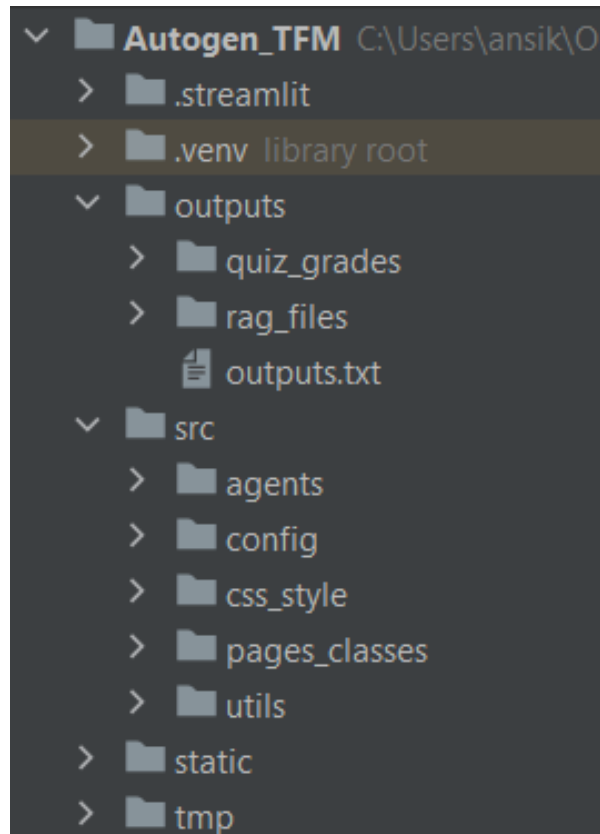 Autogen_TFM C:\Users\ansik\O
.streamlit
.venv library root
outputs
quiz_grades
rag_files
outputs.txt
src
agents
config
css_style
pages_classes
utils
static
tmp